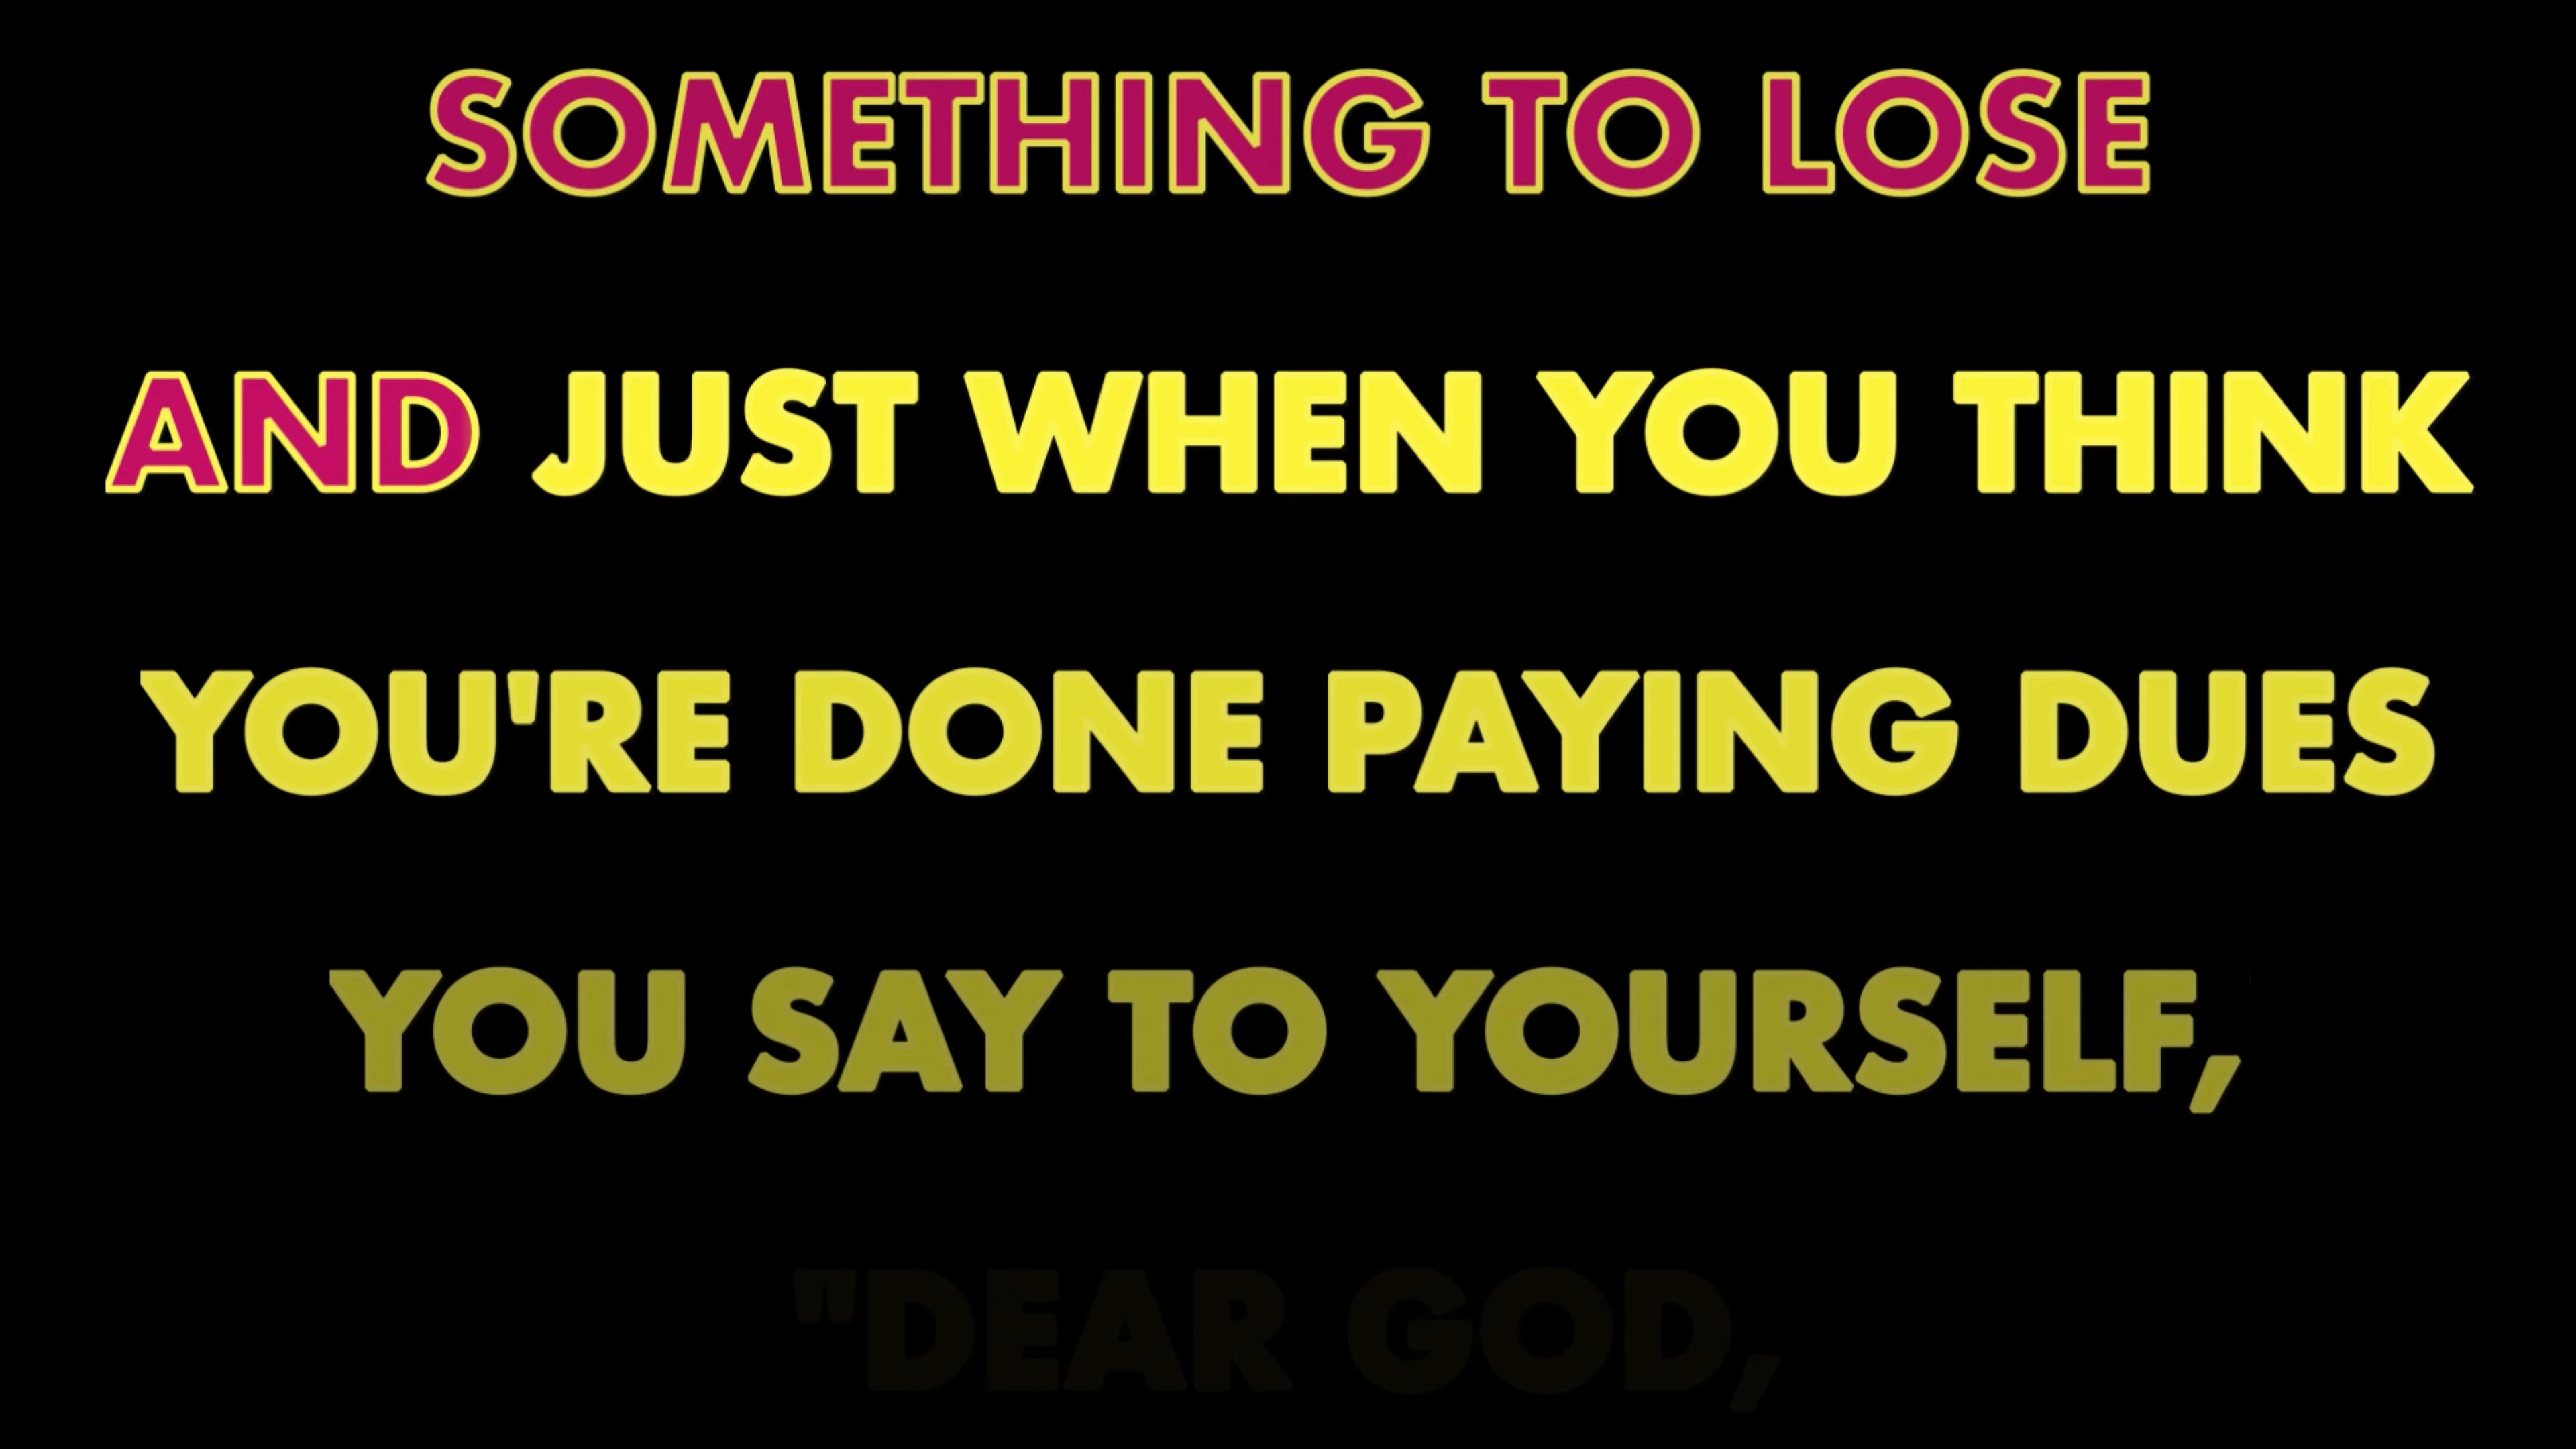 SOMETHING TO LOSE
AND JUST WHEN YOU THINK
YOU'RE DONE PAYING DUES
YOU SAY TO YOURSELF,
"DEAR GOD,